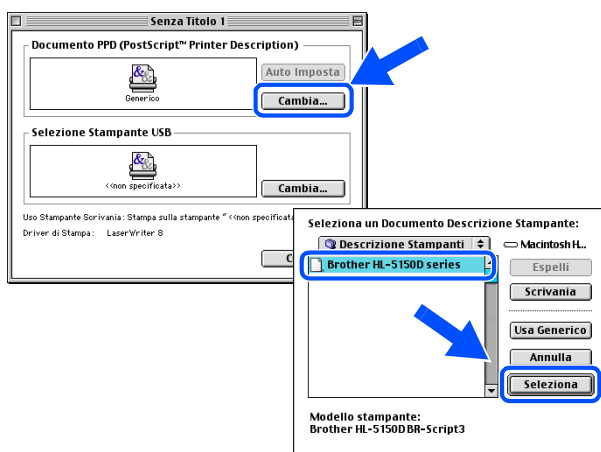 Senza Titolo 1
Documento PPD (PostScript™ Printer Description)
Auto Imposta
Generico
Cambia...
Selezione Stampante USB
<<non specificata>>
Cambia...
Uso Stampante Scrivania: Stampa sulla stampante “<<non specificata
Driver di Stampa: LaserWriter 8
Seleziona un Documento Descrizione Stampante:
Descrizione Stampanti
Macintosh H...
Brother HL-5150D series
Espelli
Scrivania
Usa Generico
Annulla
Seleziona
Modello stampante:
Brother HL-5150D BR-Script3